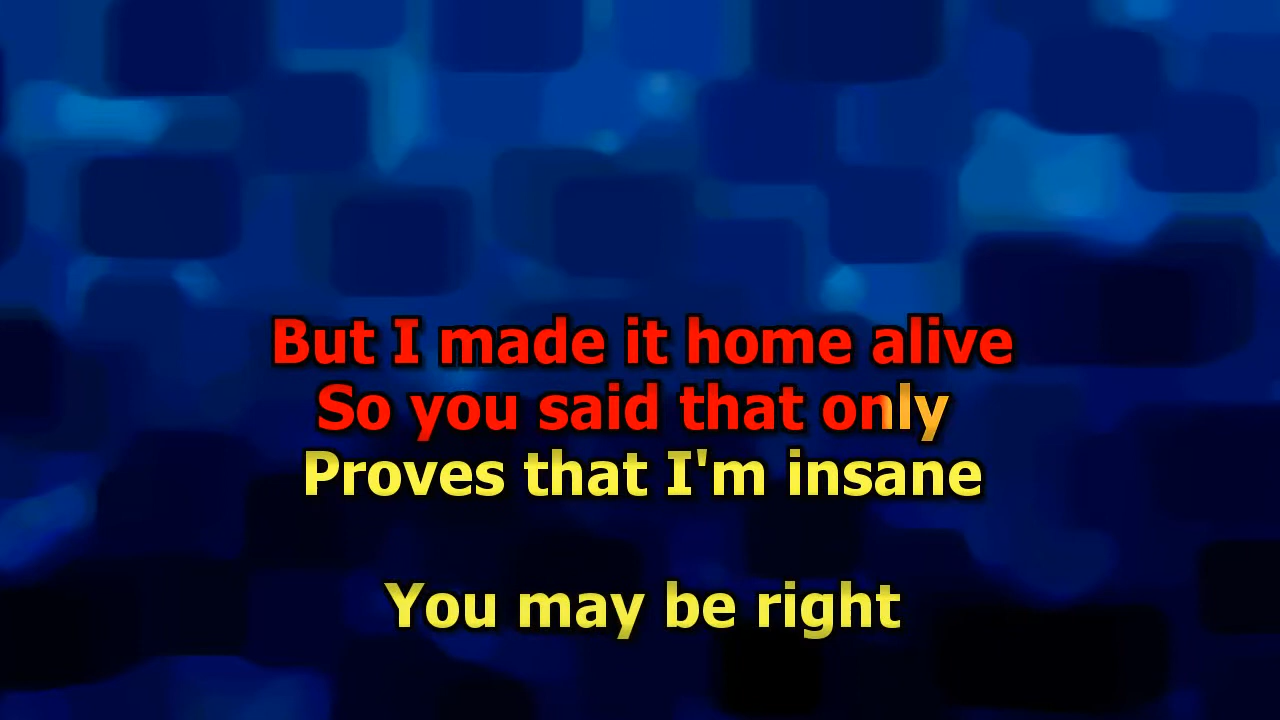 But I made it home alive
So you said that only
Proves that I'm insane
You may be right